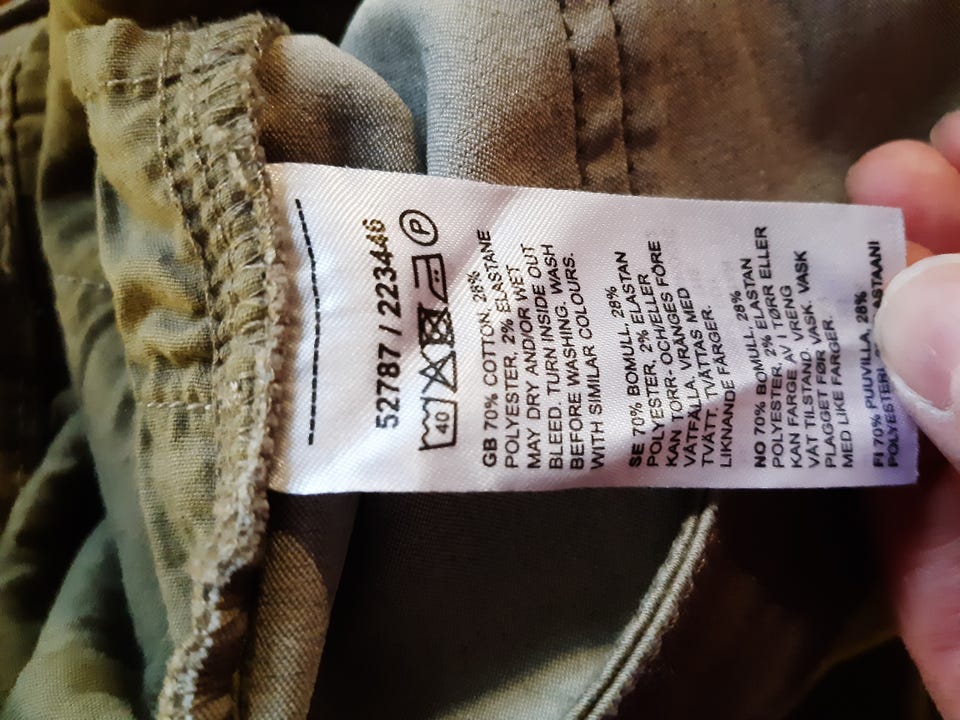 52787 / 223446
40 P
GB 70% COTTON, 28%
POLYESTER, 2% ELASTANE
MAY DRY AND/OR WET
BLEED. TURN INSIDE OUT
BEFORE WASHING. WASH
WITH SIMILAR COLOURS.
SE 70% BOMULL, 28%
POLYESTER, 2% ELASTAN
KAN TORR- OCH/ELLER
VÄTFÄLLA. VRÄNGES FÖRE
TVÄTT. TVÄTTAS MED
LIKNANDE FÄRGER.
NO 70% BOMULL, 28%
POLYESTER, 2% ELASTAN
KAN FARGE AV I TØRR ELLER
VÅT TILSTAND. VASK. VASK
PLAGGET FØR VRENG
MED LIKE FARGER.
FI 70% PUUVILLA, 28%